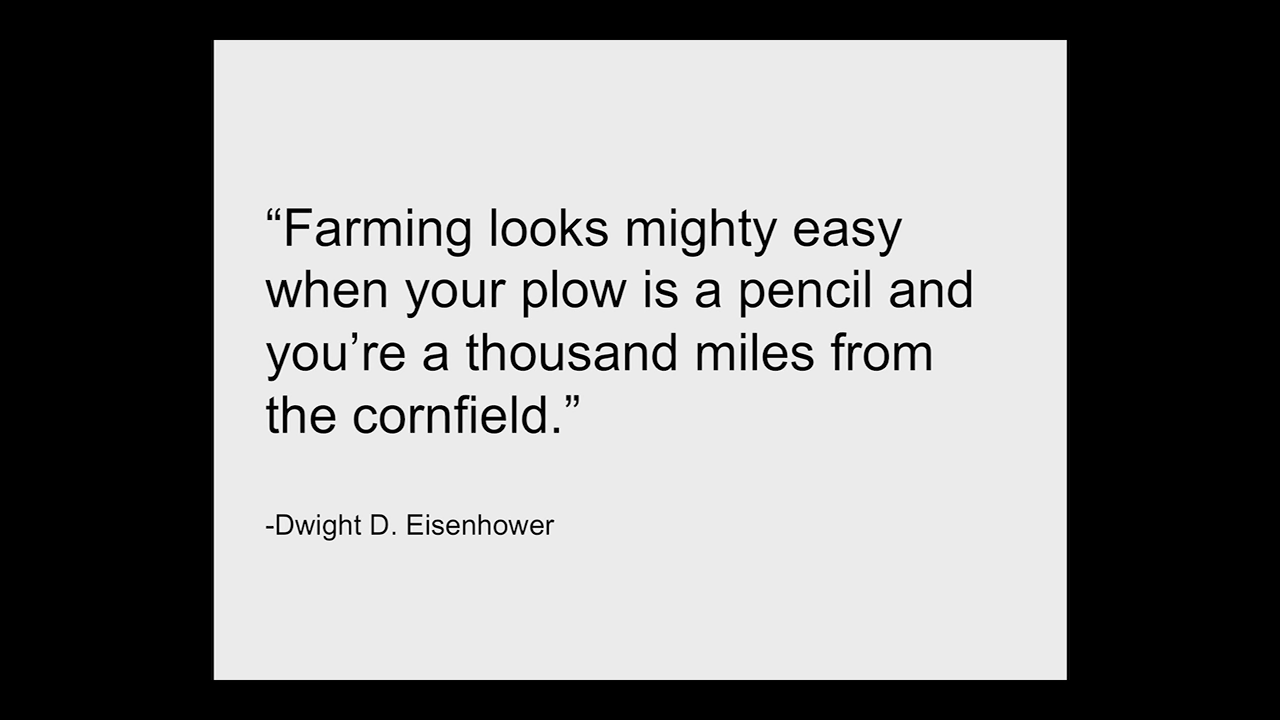 “Farming looks mighty easy
when your plow is a pencil and
you’re a thousand miles from
the cornfield.”
-Dwight D. Eisenhower